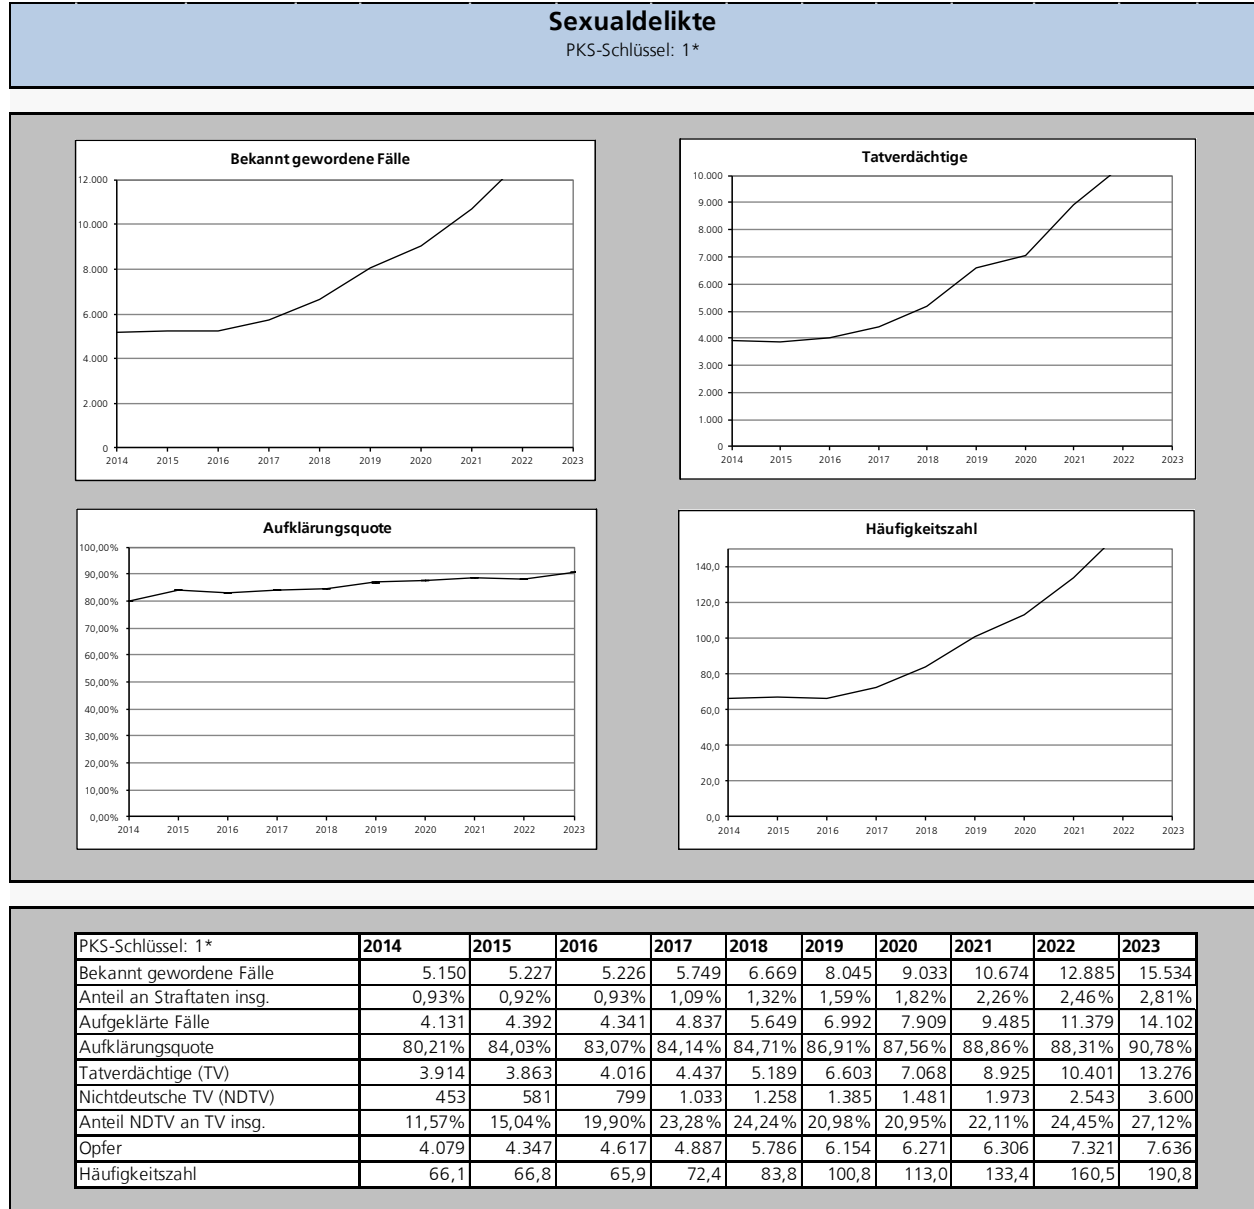 Sexualdelikte
PKS-Schlüssel: 1*
Bekannt gewordene Fälle
12.000
10.000
8.000
6.000
4.000
2.000
0
2014 2015 2016 2017 2018 2019 2020 2021 2022 2023
Tatverdächtige
10.000
9.000
8.000
7.000
6.000
5.000
4.000
3.000
2.000
1.000
0
2014 2015 2016 2017 2018 2019 2020 2021 2022 2023
Aufklärungsquote
100,00%
90,00%
80,00%
70,00%
60,00%
50,00%
40,00%
30,00%
20,00%
10,00%
0,00%
2014 2015 2016 2017 2018 2019 2020 2021 2022 2023
Häufigkeitszahl
140,0
120,0
100,0
80,0
60,0
40,0
20,0
0,0
2014 2015 2016 2017 2018 2019 2020 2021 2022 2023
PKS-Schlüssel: 1* 2014 2015 2016 2017 2018 2019 2020 2021 2022 2023
Bekannt gewordene Fälle 5.150 5.227 5.226 5.749 6.669 8.045 9.033 10.674 12.885 15.534
Anteil an Straftaten insg. 0,93% 0,92% 0,93% 1,09% 1,32% 1,59% 1,82% 2,26% 2,46% 2,81%
Aufgeklärte Fälle 4.131 4.392 4.341 4.837 5.649 6.992 7.909 9.485 11.379 14.102
Aufklärungsquote 80,21% 84,03% 83,07% 84,14% 84,71% 86,91% 87,56% 88,86% 88,31% 90,78%
Tatverdächtige (TV) 3.914 3.863 4.016 4.437 5.189 6.603 7.068 8.925 10.401 13.276
Nichtdeutsche TV (NDTV) 453 581 799 1.033 1.258 1.385 1.481 1.973 2.543 3.600
Anteil NDTV an TV insg. 11,57% 15,04% 19,90% 23,28% 24,24% 20,98% 20,95% 22,11% 24,45% 27,12%
Opfer 4.079 4.347 4.617 4.887 5.786 6.154 6.271 6.306 7.321 7.636
Häufigkeitszahl 66,1 66,8 65,9 72,4 83,8 100,8 113,0 133,4 160,5 190,8